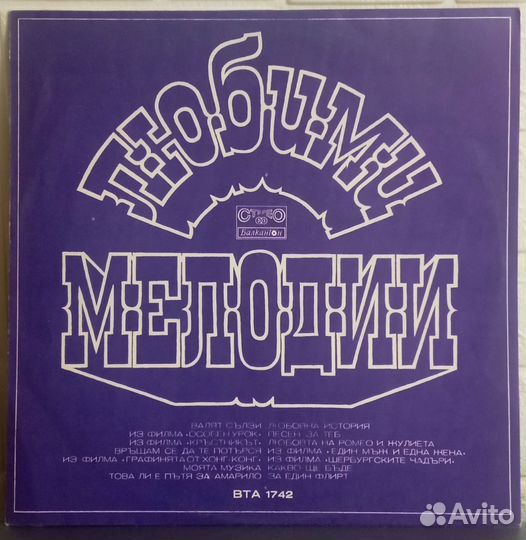 ЛЮБИМИ
СТЕРЕО
Балкантон
МЕЛОДИИ
ВАЛЯТ СЪЛЗИ ЛЮБОВНА ИСТОРИЯ
ИЗ ФИЛМА «ОСОБЕН УРОК» ПЕСЕН ЗА ТЕБ
ИЗ ФИЛМА «КРЪСТНИКЪТ» ЛЮБОВТА НА РОМЕО И ЖУЛИЕТА
ВРЪЩАМ СЕ ДА ТЕ ПОТЪРСЯ ИЗ ФИЛМА «ЕДИН МЪЖ И ЕДНА ЖЕНА»
ИЗ ФИЛМА «ГРАФИНЯТА ОТ ХОНГ-КОНГ» ИЗ ФИЛМА «ШЕРБУРГСКИТЕ ЧАДЪРИ»
МОЯТА МУЗИКА КАКВО ЩЕ БЪДЕ
ТОВА ЛИ Е ПЪТЯ ЗА АМАРИЛО ЗА ЕДИН ФЛИРТ
ВТА 1742
Avito